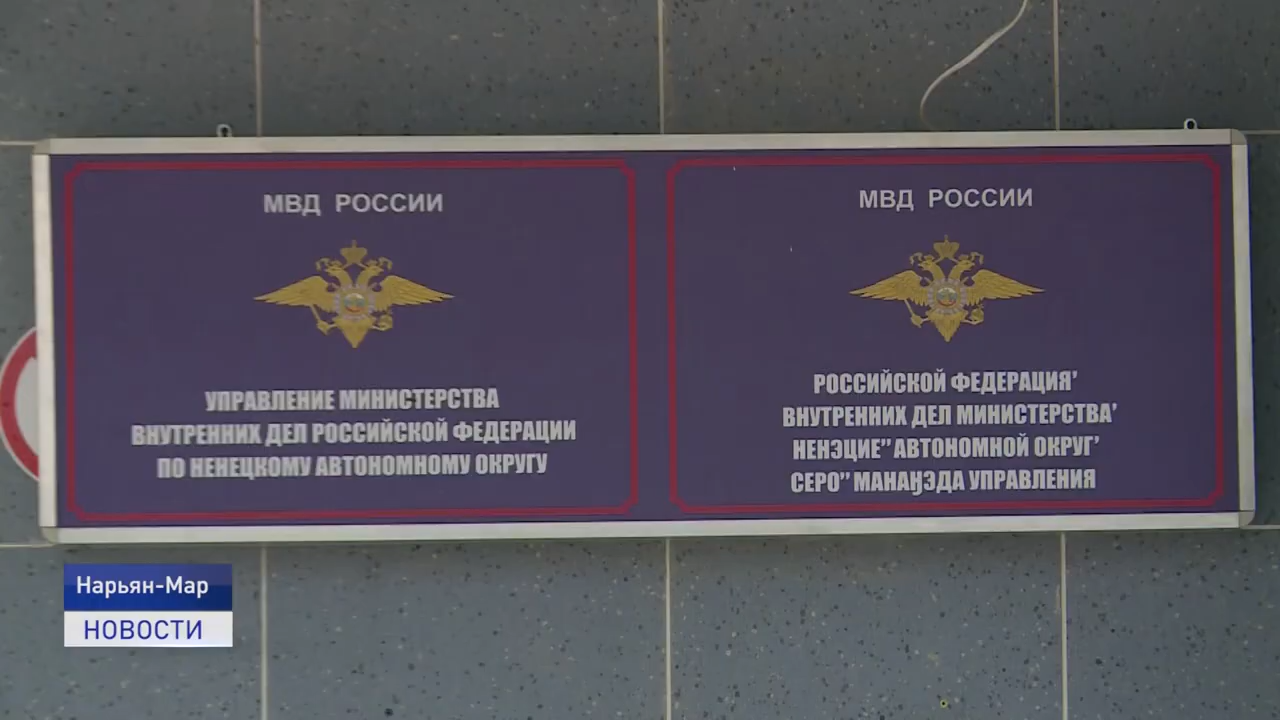 МВД РОССИИ
УПРАВЛЕНИЕ МИНИСТЕРСТВА
ВНУТРЕННИХ ДЕЛ РОССИЙСКОЙ ФЕДЕРАЦИИ
ПО НЕНЕЦКОМУ АВТОНОМНОМУ ОКРУГУ
МВД РОССИИ
РОССИЙСКОЙ ФЕДЕРАЦИЯ’
ВНУТРЕННИХ ДЕЛ МИНИСТЕРСТВА’
НЕНЭЦИЕ” АВТОНОМНОЙ ОКРУГ’
СЕРО” МАНАӇЭДА УПРАВЛЕНИЯ
Нарьян-Мар
НОВОСТИ